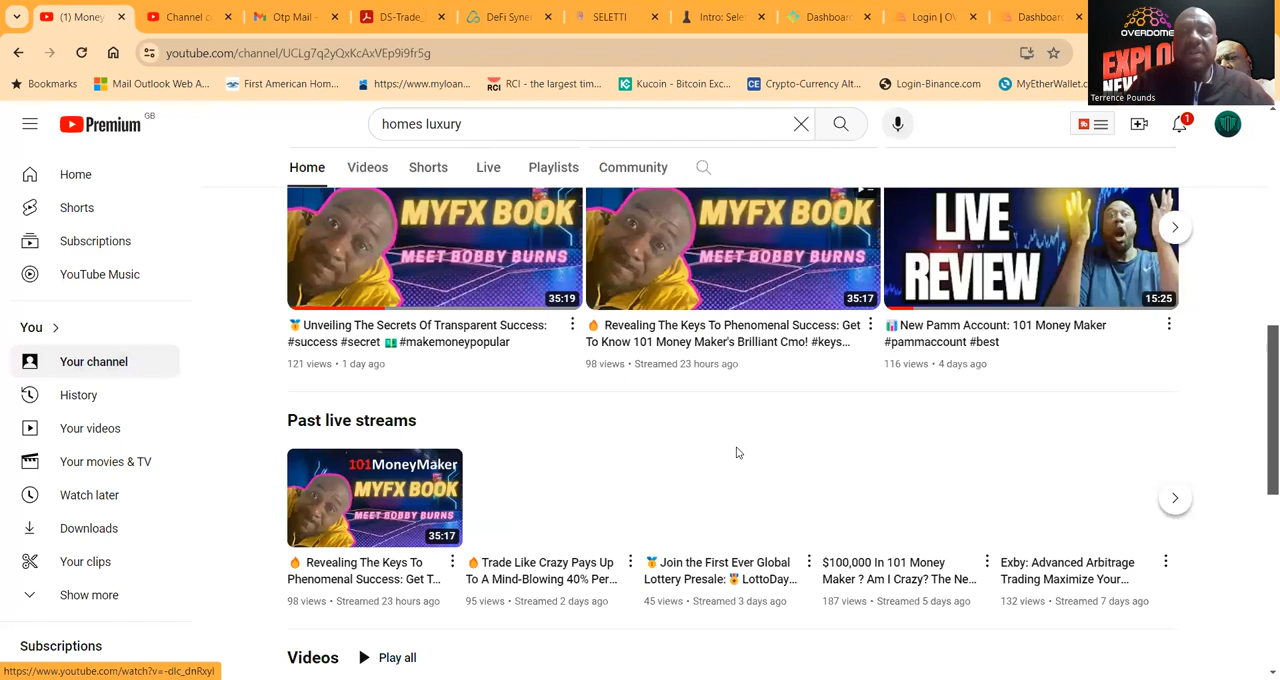 (1) Money
Channel c
Gmail - Otp Mail -
DS-Trade_
DeFi Syne
SELETTI
Intro: Sele
Dashboard
Login | OV
Dashboard
youtube.com/channel/UCLg7q2yQxKcAxVEp9i9fr5g
Bookmarks
Mail Outlook Web A...
First American Hom...
https://www.myloan...
RCI
RCI - the largest tim...
Kucoin - Bitcoin Exc...
CE
Crypto-Currency Alt...
Login-Binance.com
MyEtherWallet.c
OVERDOME
EXPLO
NEW
Terrence Pounds
Premium
GB
homes luxury
1
Home
Videos
Shorts
Live
Playlists
Community
Home
Shorts
Subscriptions
YouTube Music
You
Your channel
History
Your videos
Your movies & TV
Watch later
Downloads
Your clips
Show more
Subscriptions
MYFX BOOK
MEET BOBBY BURNS
35:19
MYFX BOOK
MEET BOBBY BURNS
35:17
LIVE
REVIEW
15:25
🏅Unveiling The Secrets Of Transparent Success:
#success #secret 💵 #makemoneypopular
121 views • 1 day ago
🔥 Revealing The Keys To Phenomenal Success: Get
To Know 101 Money Maker's Brilliant Cmo! #keys...
98 views • Streamed 23 hours ago
📊New Pamm Account: 101 Money Maker
#pammaccount #best
116 views • 4 days ago
Past live streams
101MoneyMaker
MYFX BOOK
MEET BOBBY BURNS
35:17
🔥 Revealing The Keys To
Phenomenal Success: Get T...
98 views • Streamed 23 hours ago
🔥Trade Like Crazy Pays Up
To A Mind-Blowing 40% Per...
95 views • Streamed 2 days ago
🏅Join the First Ever Global
Lottery Presale: 🎖️LottoDay...
45 views • Streamed 3 days ago
$100,000 In 101 Money
Maker ? Am I Crazy? The Ne...
187 views • Streamed 5 days ago
Exby: Advanced Arbitrage
Trading Maximize Your...
132 views • Streamed 7 days ago
Videos
Play all
https://www.youtube.com/watch?v=-dIc_dnRxyI